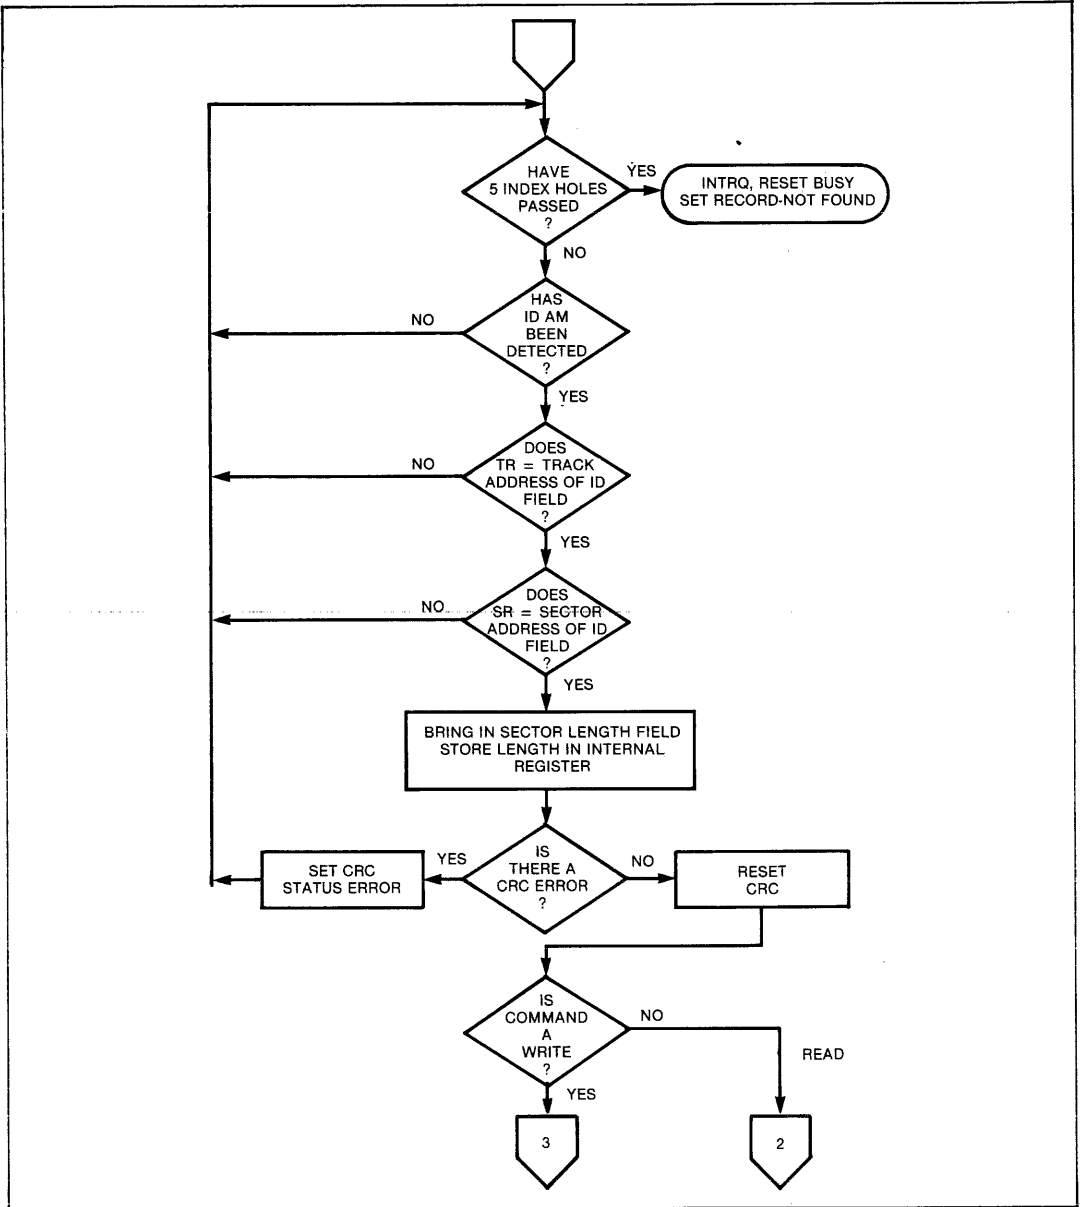 HAVE
5 INDEX HOLES
PASSED
?
YES
INTRQ, RESET BUSY
SET RECORD-NOT FOUND
NO
HAS
ID AM
BEEN
DETECTED
?
NO
YES
DOES
TR = TRACK
ADDRESS OF ID
FIELD
?
NO
YES
DOES
SR = SECTOR
ADDRESS OF ID
FIELD
?
NO
YES
BRING IN SECTOR LENGTH FIELD
STORE LENGTH IN INTERNAL
REGISTER
IS
THERE A
CRC ERROR
?
YES
SET CRC
STATUS ERROR
NO
RESET
CRC
IS
COMMAND
A
WRITE
?
NO
READ
YES
3
2